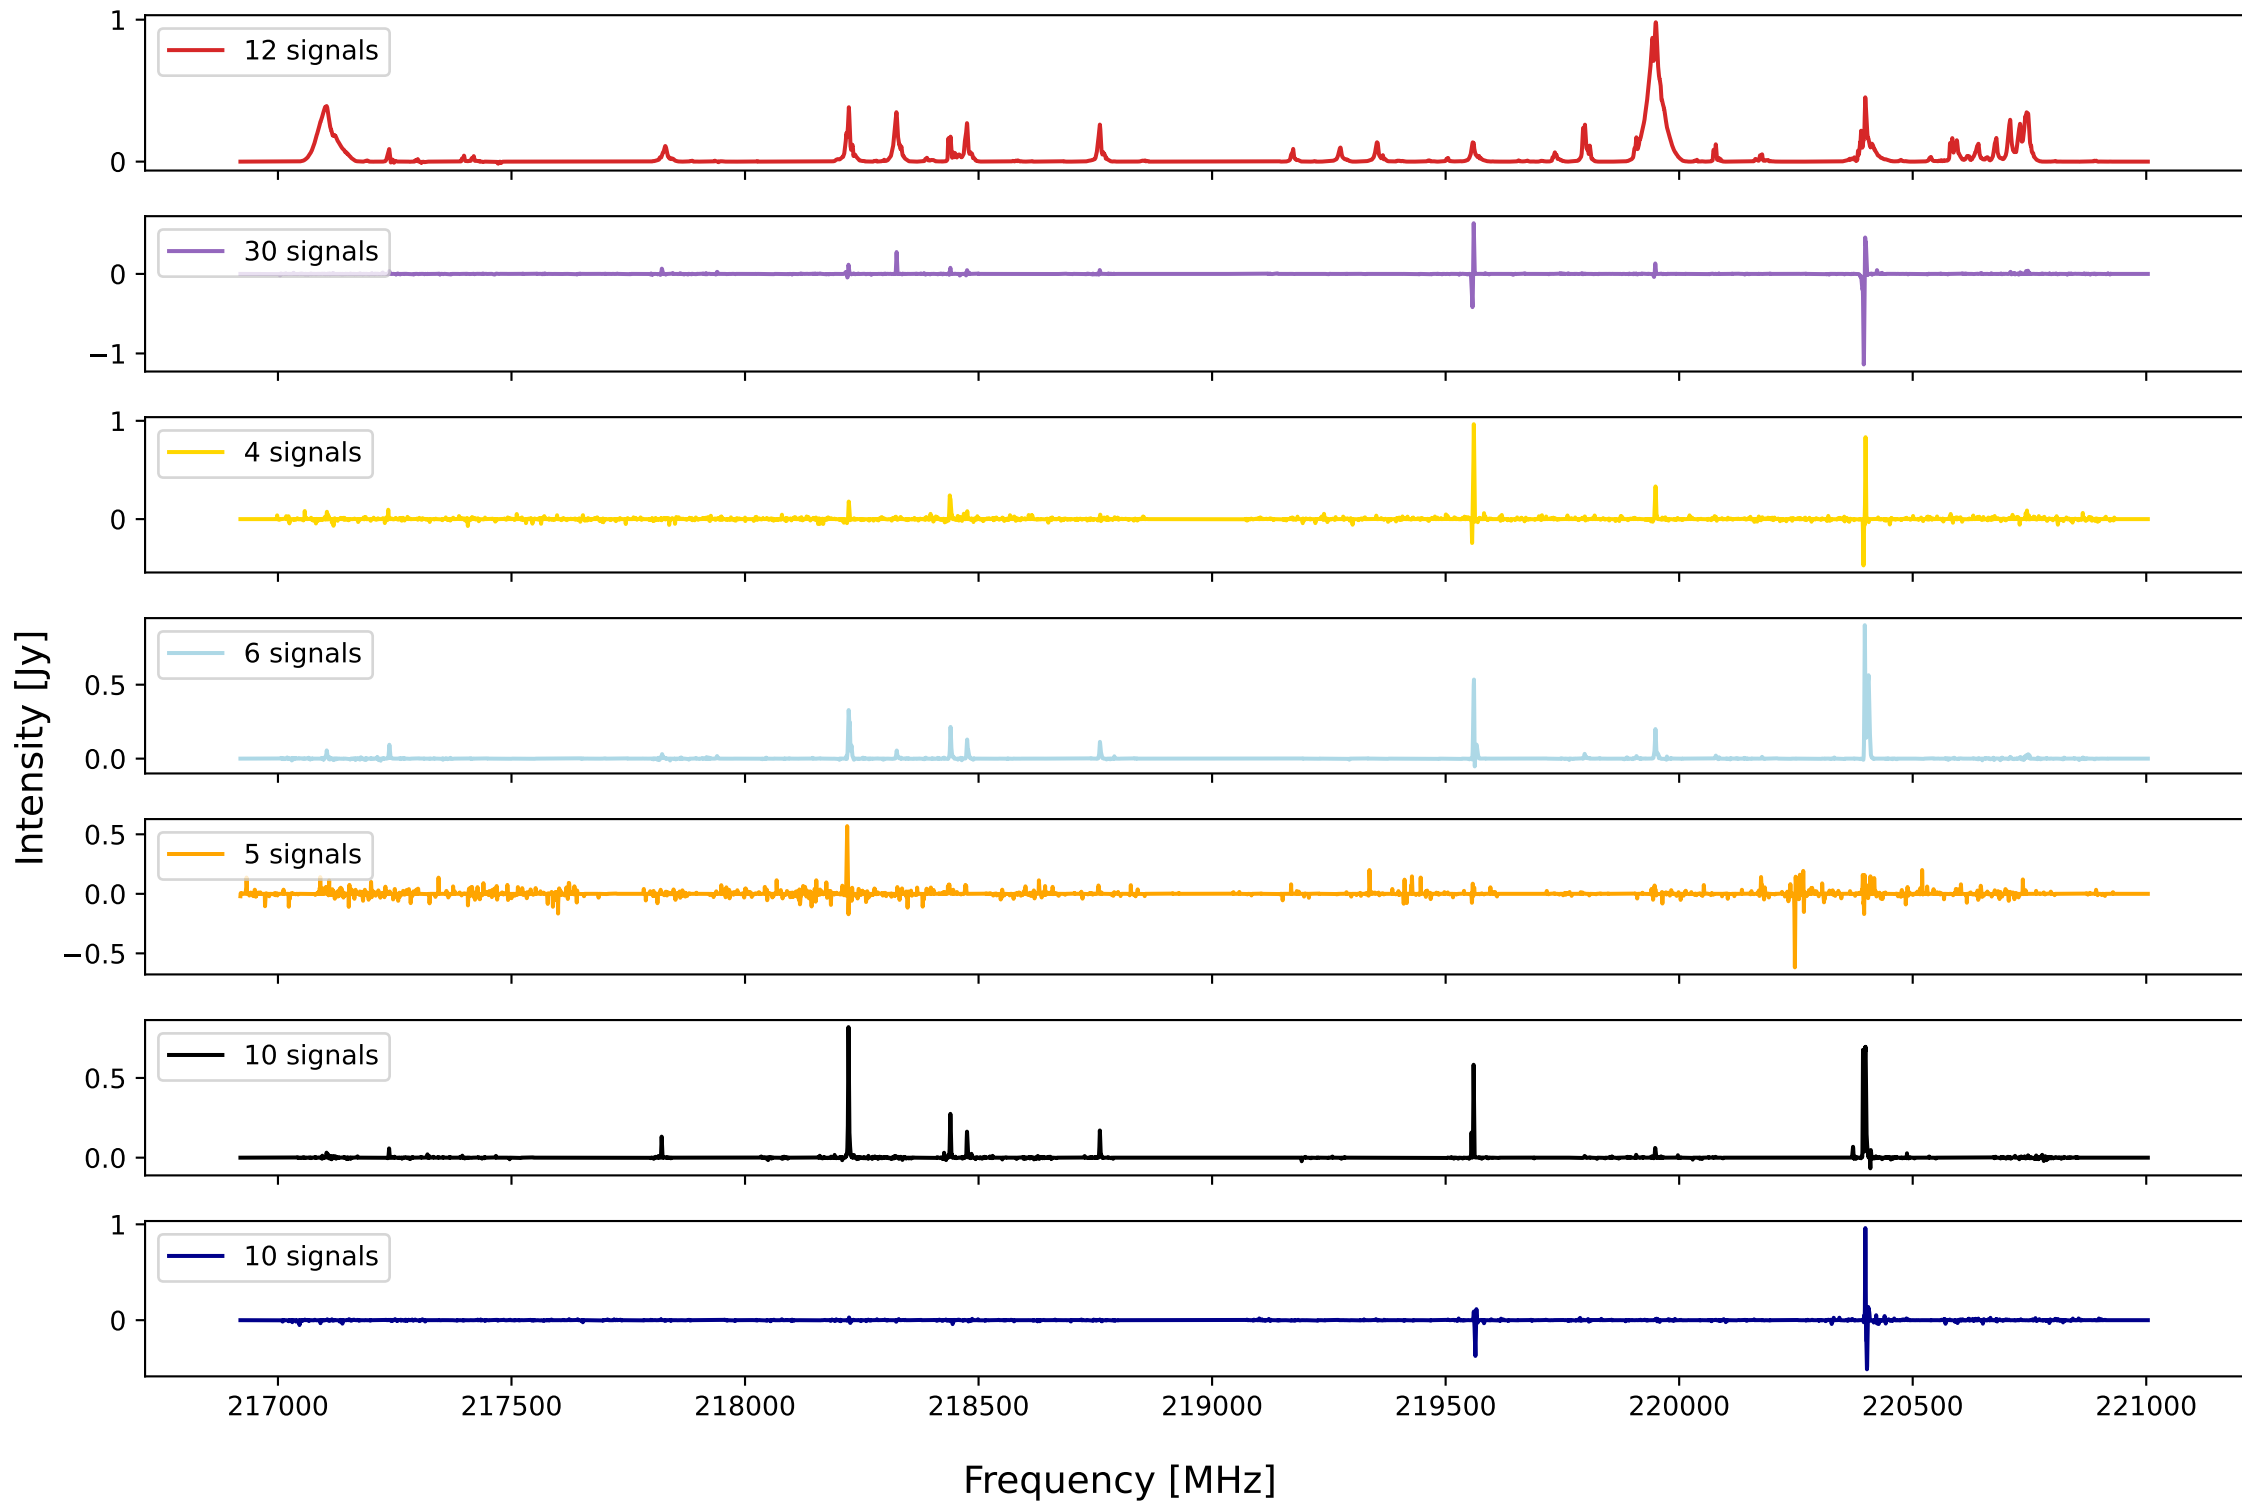 1
12 signals
0
30 signals
0
−1
1
4 signals
0
6 signals
0.5
0.0
0.5
5 signals
0.0
−0.5
10 signals
0.5
0.0
1
10 signals
0
Intensity [Jy]
217000 217500 218000 218500 219000 219500 220000 220500 221000
Frequency [MHz]